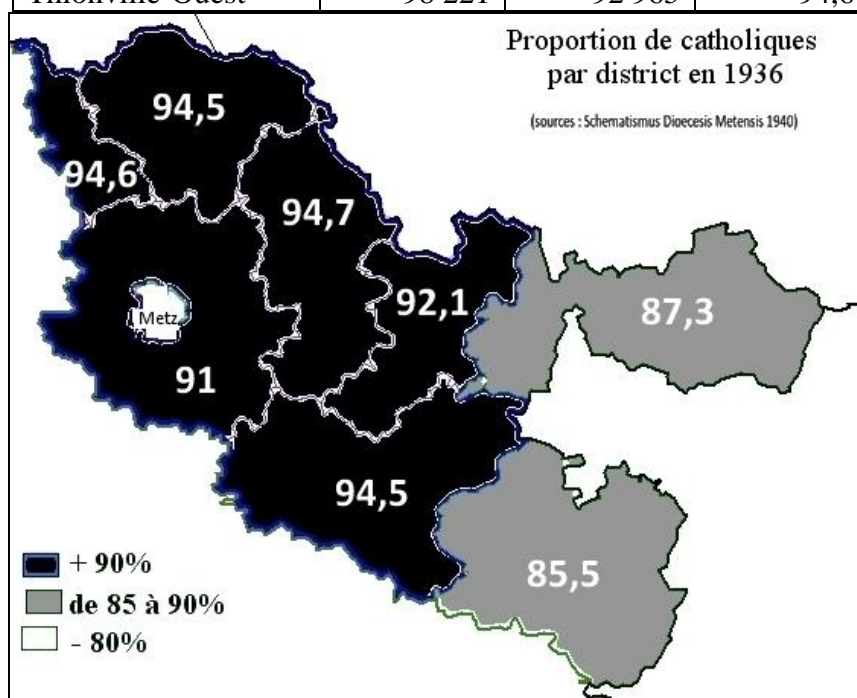 Thionville-Ouest 98 221 92 965 94,6
Proportion de catholiques
par district en 1936
(sources : Schematismus Dioecesis Metensis 1940)
94,5
94,6
94,7
92,1
87,3
Metz
91
94,5
85,5
+ 90%
de 85 à 90%
- 80%